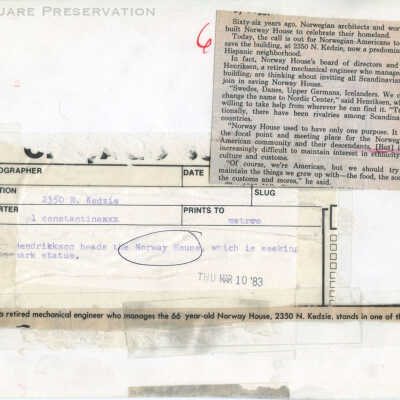 UARE PRESERVATION
6
Sixty-six years ago, Norwegian architects and wor
built Norway House to celebrate their homeland.
Today, the call is out for Norwegian-Americans to
save the building, at 2350 N. Kedzie, now a predomin
Hispanic neighborhood.
In fact, Norway House's board of directors and
Henriksen, a retired mechanical engineer who manages
building, are thinking about inviting all Scandinavian
join in saving Norway House.
"Swedes, Danes, Upper Germans, Icelanders. We c
change the name to Nordic Center," said Henriksen, wh
willing to take help from wherever he can find it. "Tr
tionally, there have been rivalries among Scandinav
countries.
"Norway House used to have only one purpose. It
the focal point and meeting place for the Norweg
American community and their descendants. [But] i
increasingly difficult to maintain interest in ethnicity
culture and customs.
"Of course, we're American, but we should try
maintain the things we grew up with—the food, the soc
the customs and mores," he said.
OGRAPHER
DATE
TION
SLUG
2350 N. Kedzie
RTER
PRINTS TO
l constantinexxx
metreo
hendrikksen heads the Norway House, which is seeking
mark status.
THU MAR 10 '83
a retired mechanical engineer who manages the 66 year-old Norway House, 2350 N. Kedzie, stands in one of th